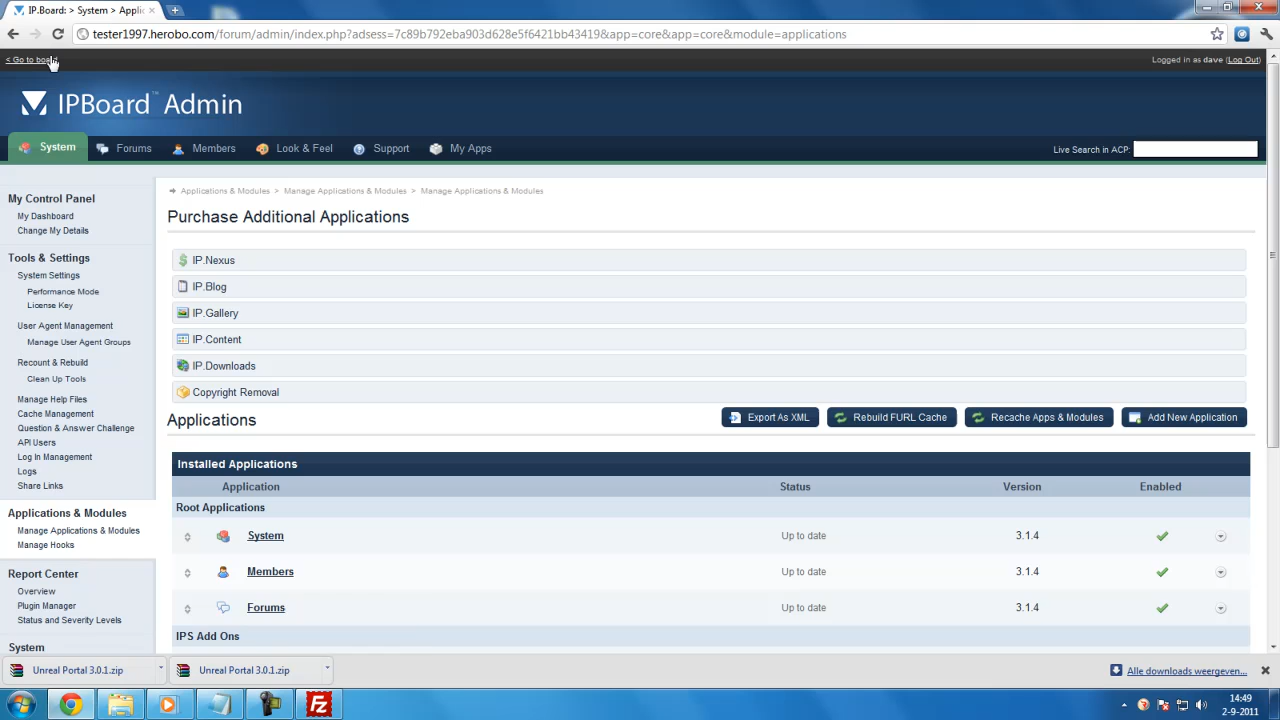 IP.Board: > System > Applic
tester1997.herobo.com/forum/admin/index.php?adsess=7c89b792eba903d628e5f6421bb43419&app=core&app=core&module=applications
< Go to board
Logged in as dave (Log Out)
IPBoard™ Admin
System
Forums
Members
Look & Feel
Support
My Apps
Live Search in ACP:
My Control Panel
My Dashboard
Change My Details
Tools & Settings
System Settings
Performance Mode
License Key
User Agent Management
Manage User Agent Groups
Recount & Rebuild
Clean Up Tools
Manage Help Files
Cache Management
Question & Answer Challenge
API Users
Log In Management
Logs
Share Links
Applications & Modules
Manage Applications & Modules
Manage Hooks
Report Center
Overview
Plugin Manager
Status and Severity Levels
System
Applications & Modules > Manage Applications & Modules > Manage Applications & Modules
Purchase Additional Applications
IP.Nexus
IP.Blog
IP.Gallery
IP.Content
IP.Downloads
Copyright Removal
Applications
Export As XML
Rebuild FURL Cache
Recache Apps & Modules
Add New Application
Installed Applications
Application Status Version Enabled
Root Applications
System Up to date 3.1.4
Members Up to date 3.1.4
Forums Up to date 3.1.4
IPS Add Ons
Unreal Portal 3.0.1.zip
Unreal Portal 3.0.1.zip
Alle downloads weergeven...
14:49
2-9-2011